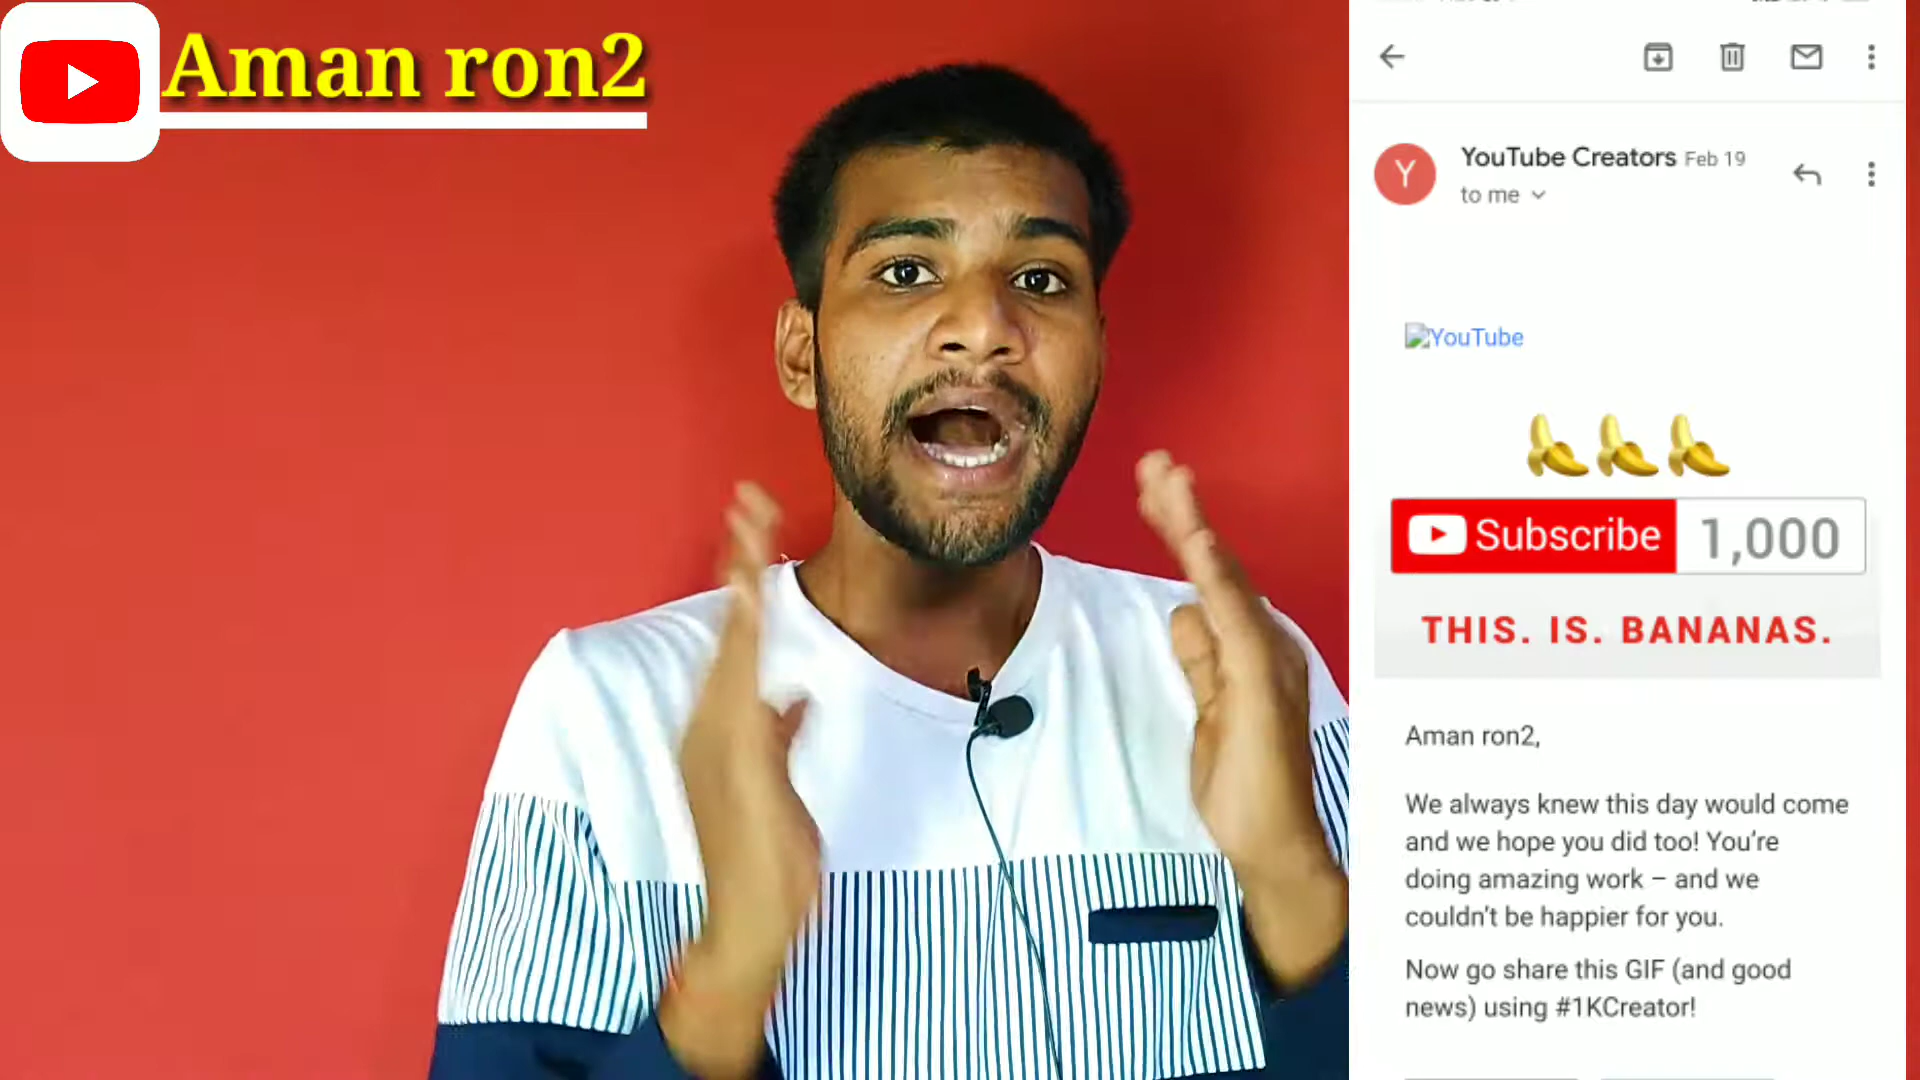 Aman ron2
YouTube Creators Feb 19
to me
Y
YouTube
Subscribe 1,000
THIS. IS. BANANAS.
Aman ron2,
We always knew this day would come
and we hope you did too! You’re
doing amazing work – and we
couldn't be happier for you.
Now go share this GIF (and good
news) using #1KCreator!